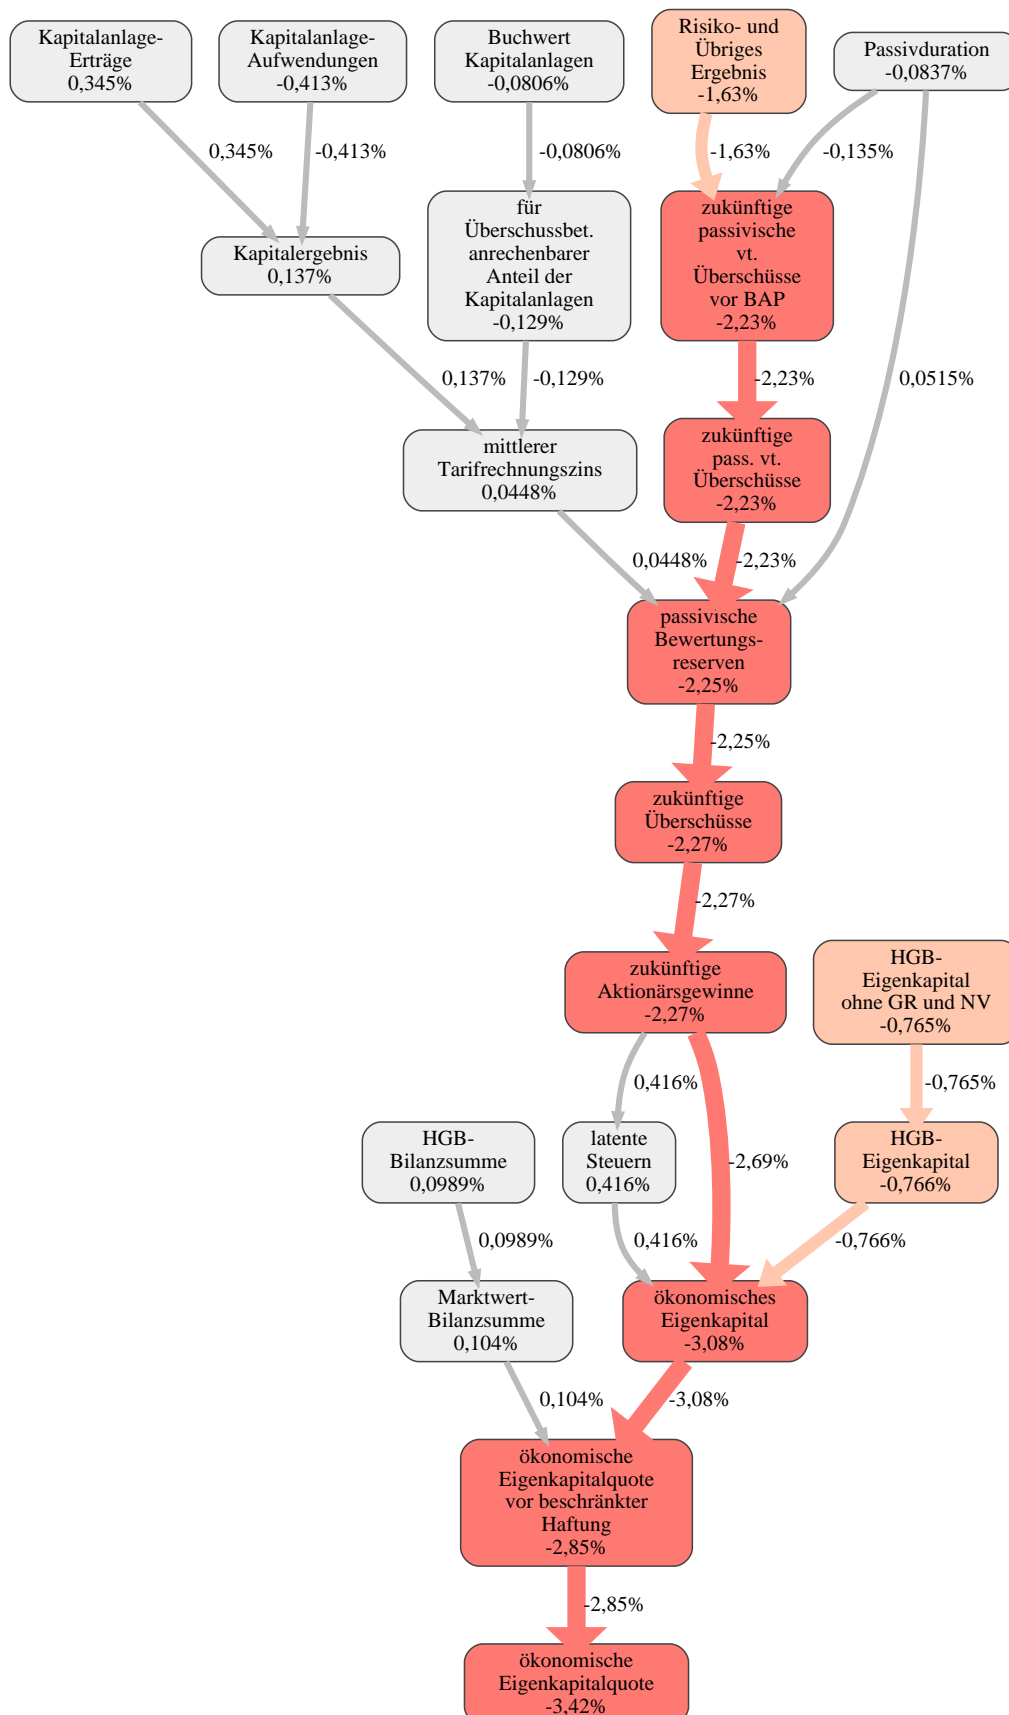 Kapitalanlage-
Erträge
0,345%
Kapitalanlage-
Aufwendungen
-0,413%
Buchwert
Kapitalanlagen
-0,0806%
Risiko- und
Übriges
Ergebnis
-1,63%
Passivduration
-0,0837%
0,345%
-0,413%
-0,0806%
-1,63%
-0,135%
Kapitalergebnis
0,137%
für
Überschussbet.
anrechenbarer
Anteil der
Kapitalanlagen
-0,129%
zukünftige
passivische
vt.
Überschüsse
vor BAP
-2,23%
0,137%
-0,129%
-2,23%
0,0515%
mittlerer
Tarifrechnungszins
0,0448%
zukünftige
pass. vt.
Überschüsse
-2,23%
0,0448%
-2,23%
passivische
Bewertungs-
reserven
-2,25%
-2,25%
zukünftige
Überschüsse
-2,27%
-2,27%
zukünftige
Aktionärsgewinne
-2,27%
HGB-
Eigenkapital
ohne GR und NV
-0,765%
0,416%
-0,765%
HGB-
Bilanzsumme
0,0989%
latente
Steuern
0,416%
-2,69%
HGB-
Eigenkapital
-0,766%
0,0989%
0,416%
-0,766%
Marktwert-
Bilanzsumme
0,104%
ökonomisches
Eigenkapital
-3,08%
0,104%
-3,08%
ökonomische
Eigenkapitalquote
vor beschränkter
Haftung
-2,85%
-2,85%
ökonomische
Eigenkapitalquote
-3,42%